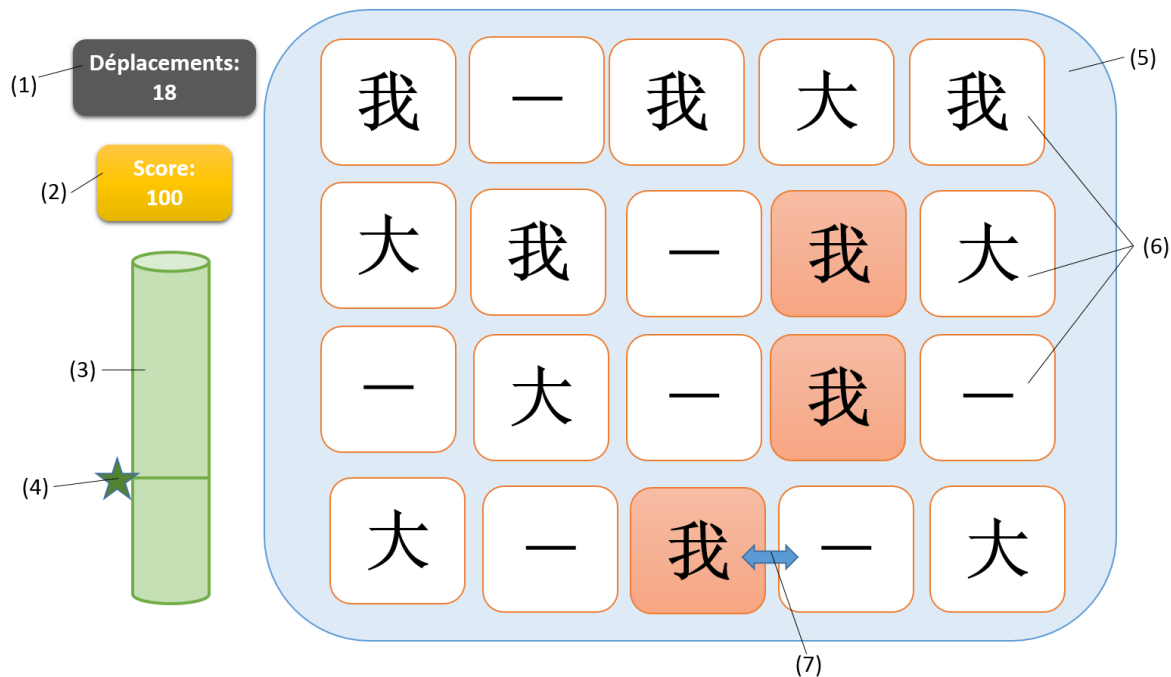 (1)
Déplacements:
18
(2)
Score:
100
(3)
(4)
我 一 我 大 我
大 我 一 我 大
一 大 一 我 一
大 一 我 一 大
(5)
(6)
(7)